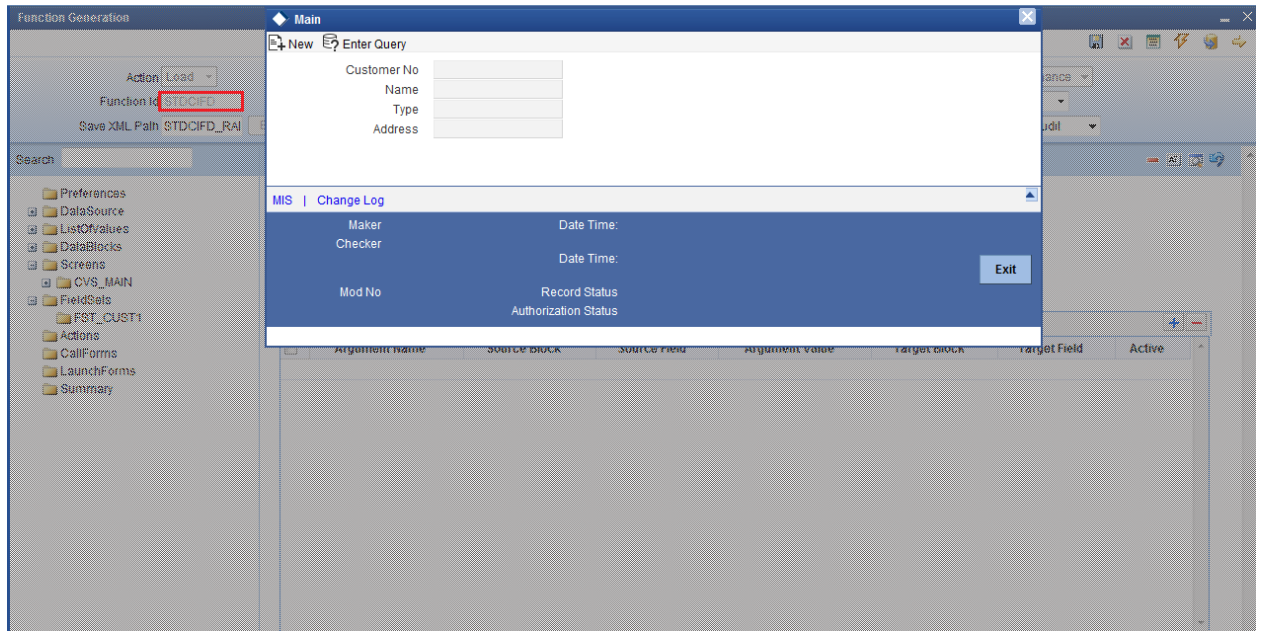 Function Generation
Main
New Enter Query
Action Load
Function Id STDCIFD
Save XML Path STDCIFD_RAI
Customer No
Name
Type
Address
Search
Preferences
DataSource
ListOfValues
DataBlocks
Screens
CVS_MAIN
FieldSets
FST_CUST1
Actions
CallForms
LaunchForms
Summary
MIS | Change Log
Maker Date Time:
Checker
Date Time:
Exit
Mod No Record Status
Authorization Status
Argument Name Source Block Source Field Argument Value Target Block Target Field Active